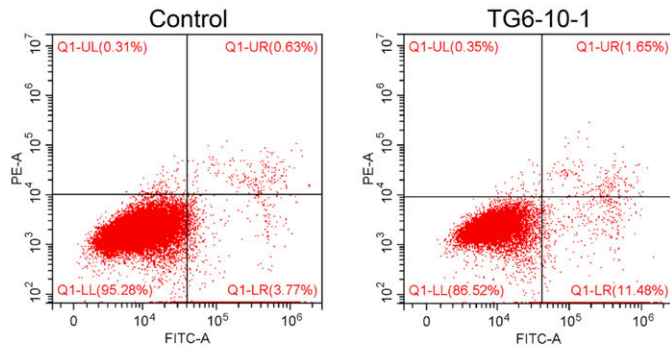 Control
Q1-UL(0.31%) Q1-UR(0.63%)
10^7
10^6
10^5
10^4
10^3
10^2
PE-A
Q1-LL(95.28%) Q1-LR(3.77%)
0 10^4 10^5 10^6
FITC-A
TG6-10-1
Q1-UL(0.35%) Q1-UR(1.65%)
10^7
10^6
10^5
10^4
10^3
10^2
PE-A
Q1-LL(86.52%) Q1-LR(11.48%)
0 10^4 10^5 10^6
FITC-A